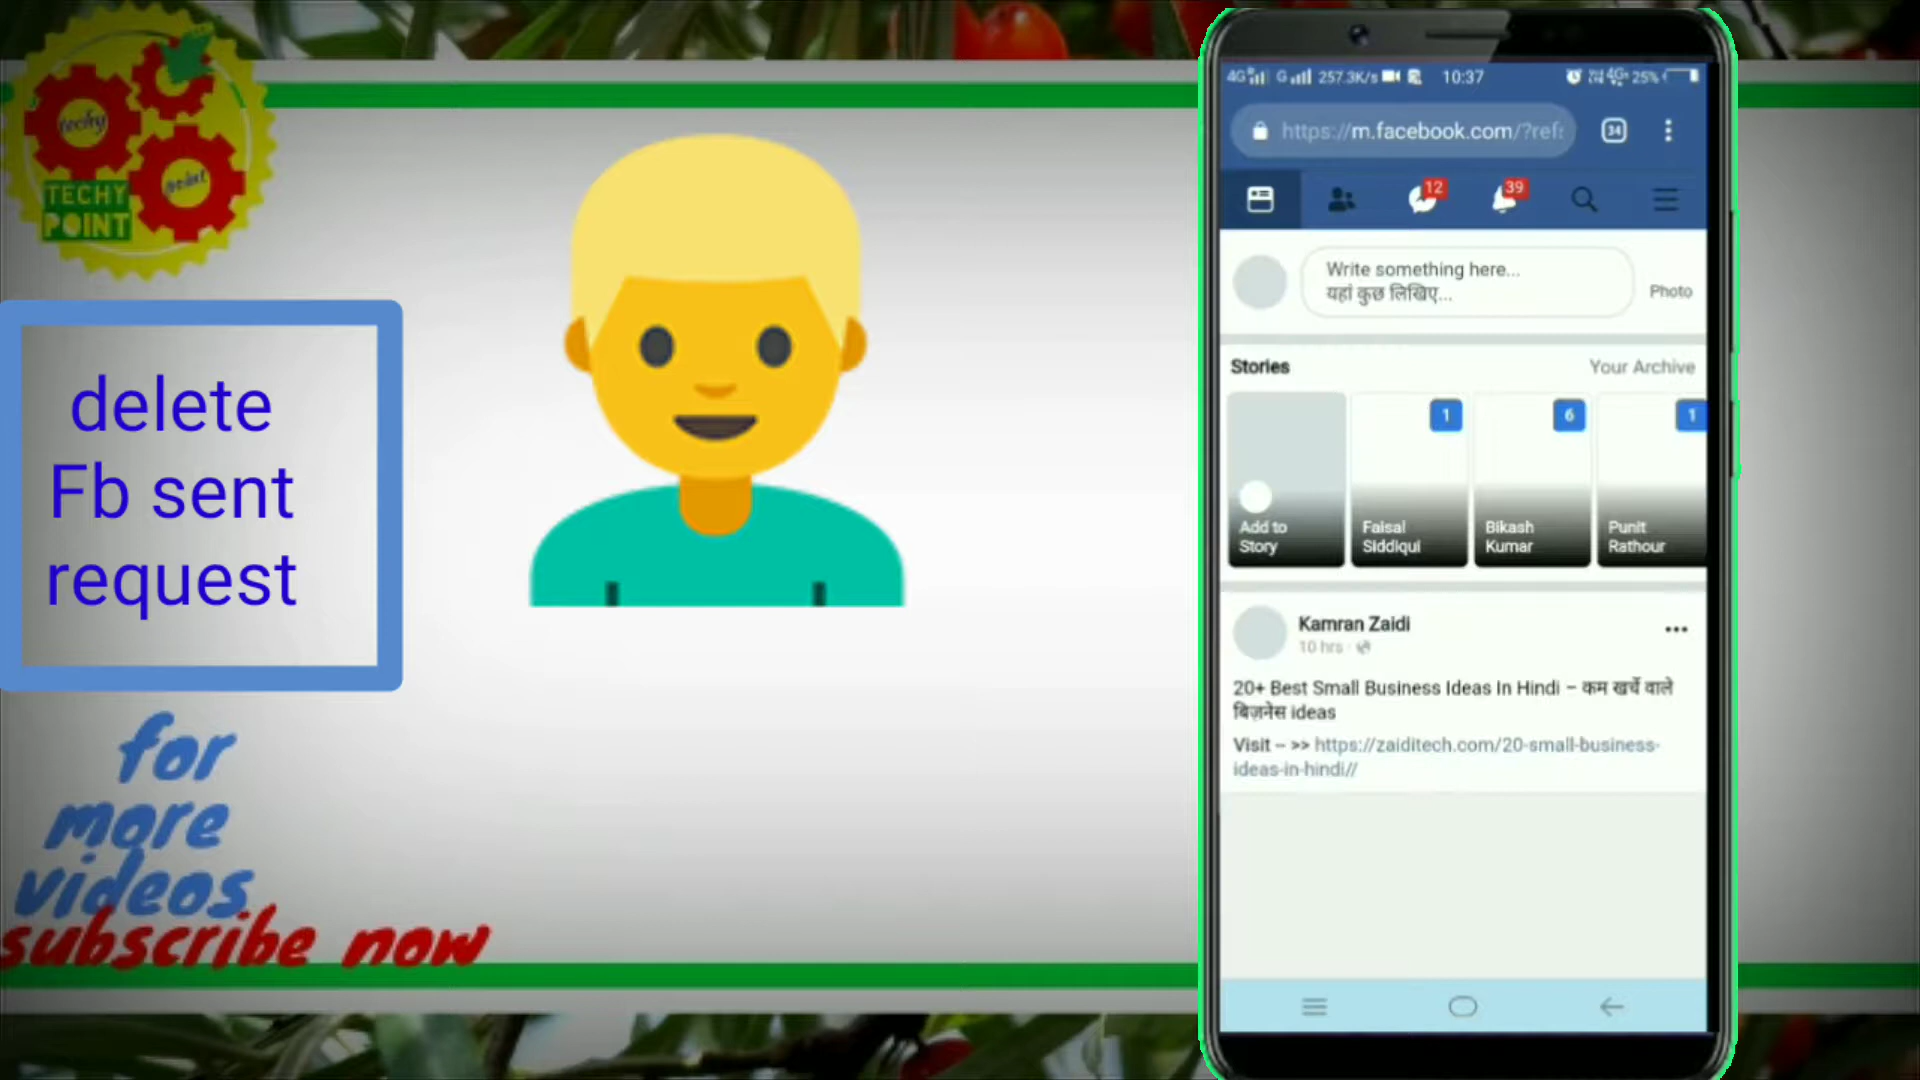 techy
point
TECHY
POINT
delete
Fb sent
request
for
more
videos
subscribe now
4G G 257.3K/s 10:37 4G 25%
https://m.facebook.com/?ref: 34
12 39
Write something here...
यहां कुछ लिखिए...
Photo
Stories Your Archive
1 6 1
Add to
Story
Faisal
Siddiqui
Bikash
Kumar
Punit
Rathour
Kamran Zaidi
10 hrs
20+ Best Small Business Ideas In Hindi – कम खर्चे वाले
बिज़नेस ideas
Visit -- >> https://zaiditech.com/20-small-business-
ideas-in-hindi//